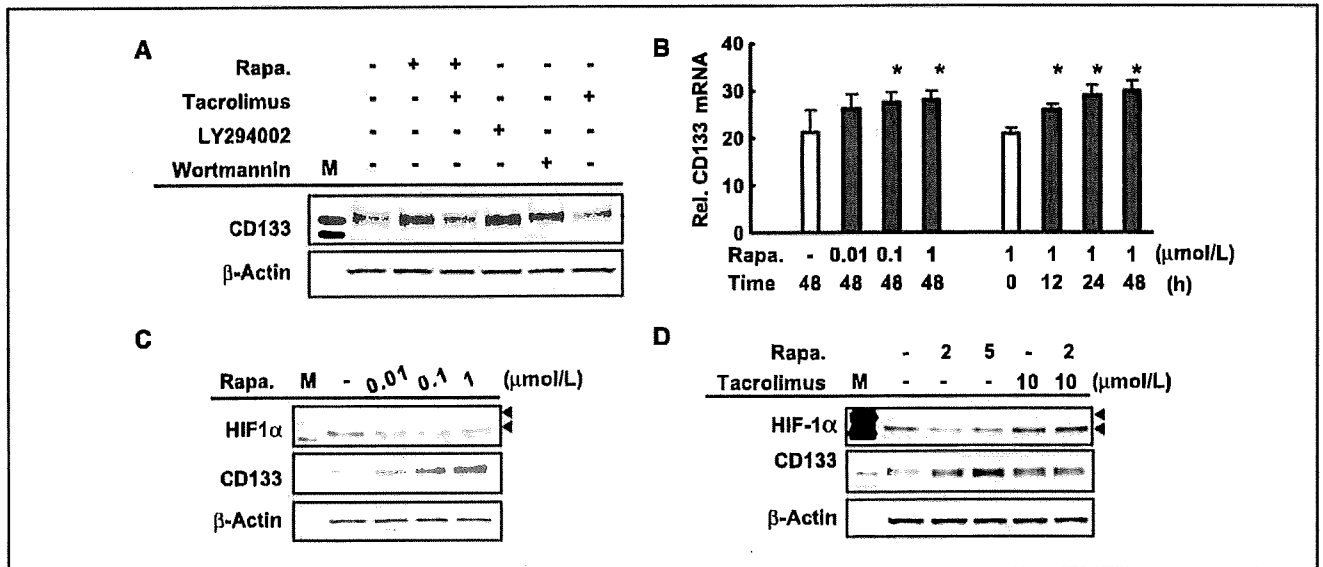 A
Rapa. - + + - - -
Tacrolimus - - + - - +
LY294002 - - - + - -
Wortmannin M - - - - + -
CD133
β-Actin
B
Rel. CD133 mRNA
40
30
20
10
0
* * * * *
Rapa. - 0.01 0.1 1 1 1 1 1 (μmol/L)
Time 48 48 48 48 0 12 24 48 (h)
C
Rapa. M - 0.01 0.1 1 (μmol/L)
HIF1α
CD133
β-Actin
D
Rapa. - 2 5 - 2
Tacrolimus M - - - 10 10 (μmol/L)
HIF-1α
CD133
β-Actin